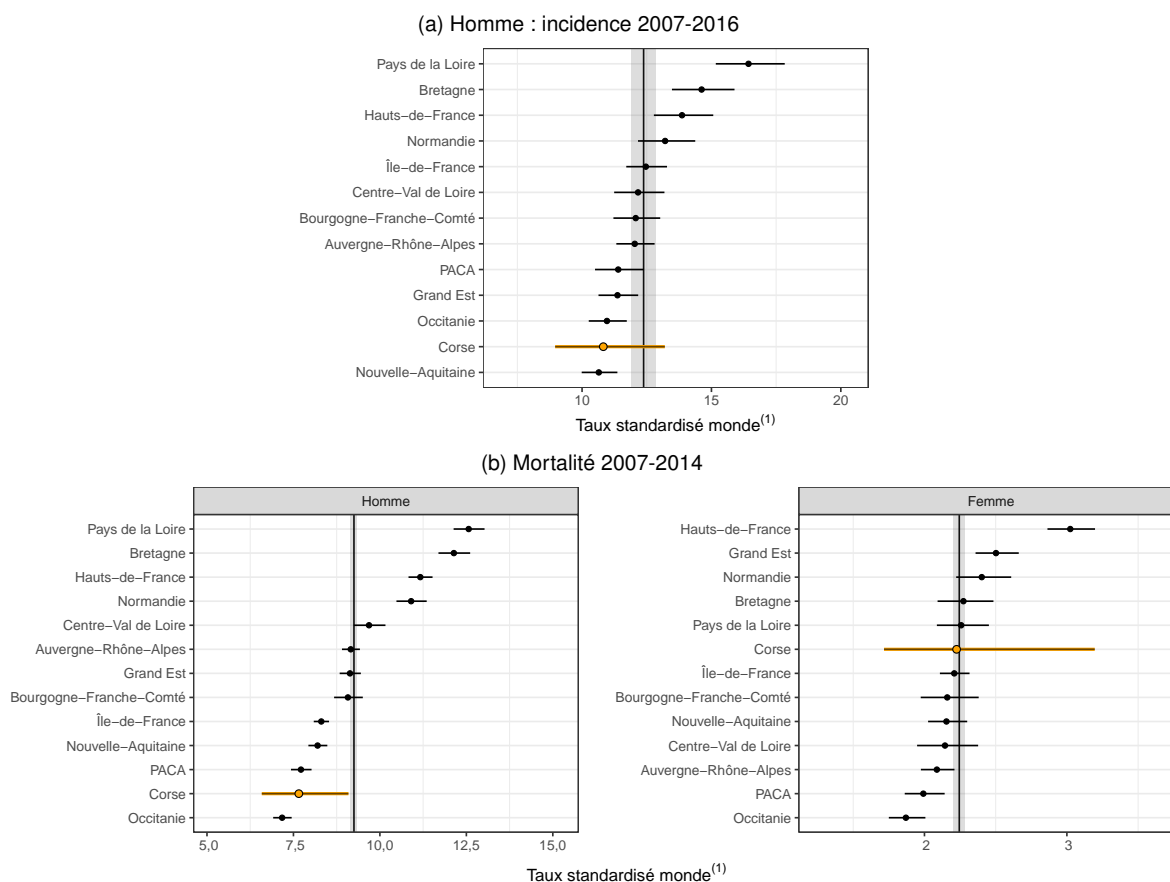 (a) Homme : incidence 2007-2016
Pays de la Loire
Bretagne
Hauts−de−France
Normandie
Île−de−France
Centre−Val de Loire
Bourgogne−Franche−Comté
Auvergne−Rhône−Alpes
PACA
Grand Est
Occitanie
Corse
Nouvelle−Aquitaine
10 15 20
Taux standardisé monde(1)
(b) Mortalité 2007-2014
Homme
Pays de la Loire
Bretagne
Hauts−de−France
Normandie
Centre−Val de Loire
Auvergne−Rhône−Alpes
Grand Est
Bourgogne−Franche−Comté
Île−de−France
Nouvelle−Aquitaine
PACA
Corse
Occitanie
5,0 7,5 10,0 12,5 15,0
Femme
Hauts−de−France
Grand Est
Normandie
Bretagne
Pays de la Loire
Corse
Île−de−France
Bourgogne−Franche−Comté
Nouvelle−Aquitaine
Centre−Val de Loire
Auvergne−Rhône−Alpes
PACA
Occitanie
2 3
Taux standardisé monde(1)